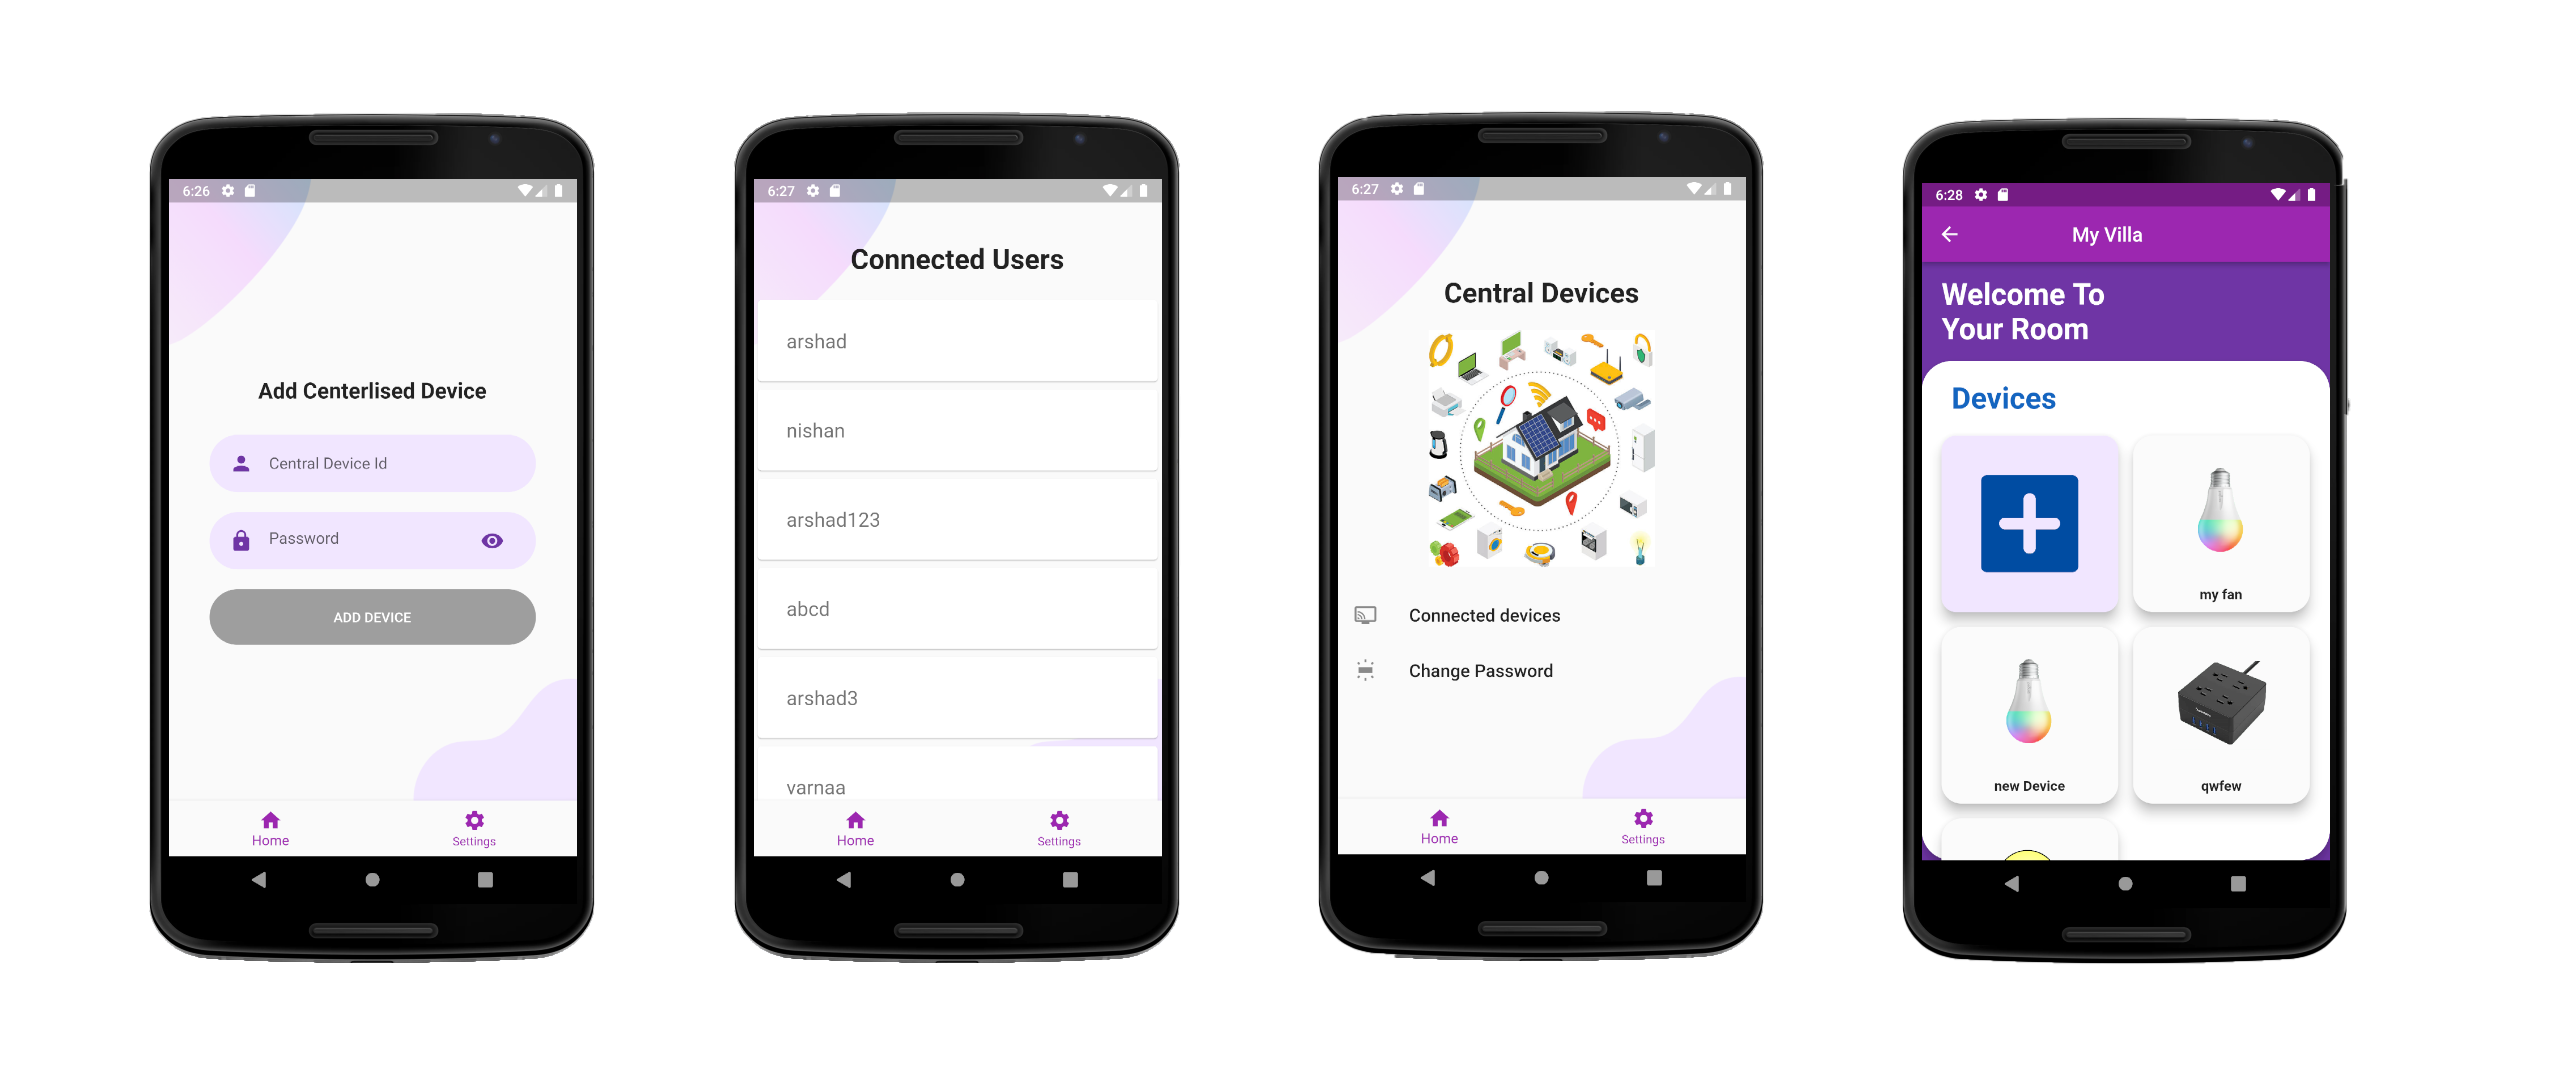 6:26
Add Centerlised Device
Central Device Id
Password
ADD DEVICE
Home
Settings
6:27
Connected Users
arshad
nishan
arshad123
abcd
arshad3
varnaa
Home
Settings
6:27
Central Devices
Connected devices
Change Password
Home
Settings
6:28
My Villa
Welcome To
Your Room
Devices
my fan
new Device
qwfew